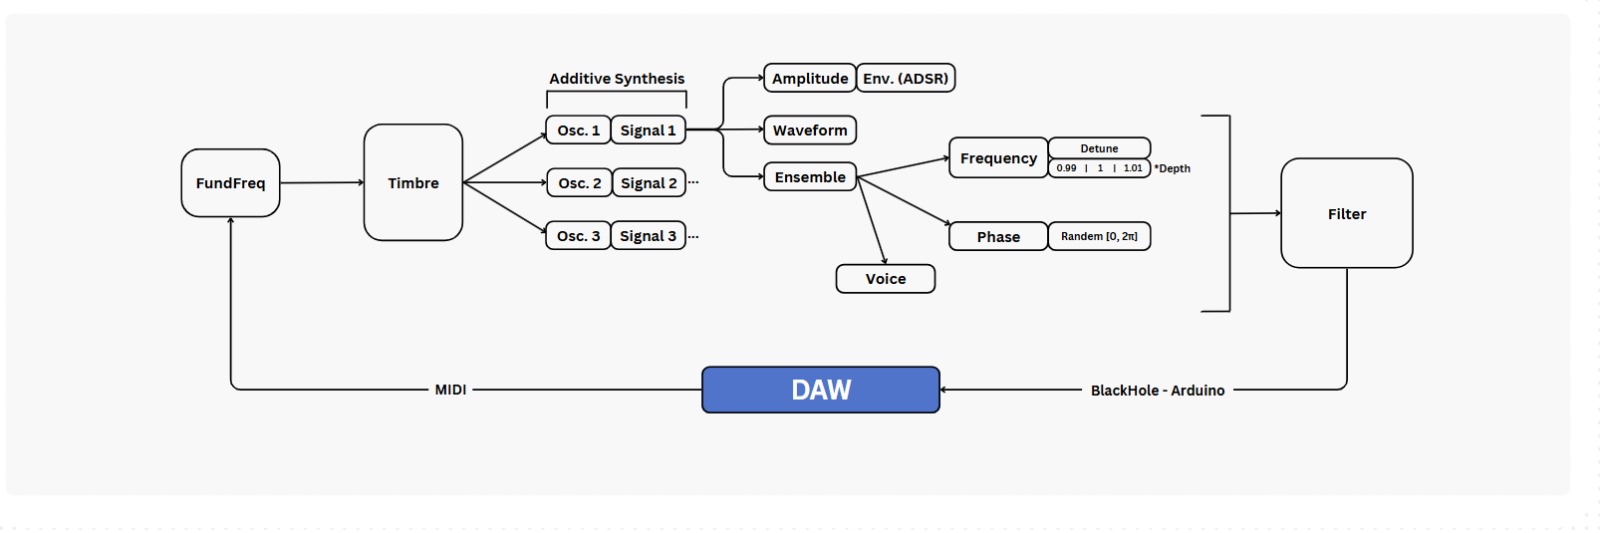 Additive Synthesis
Amplitude
Env. (ADSR)
Osc. 1
Signal 1
Waveform
Frequency
Detune
0.99 | 1 | 1.01
*Depth
FundFreq
Timbre
Osc. 2
Signal 2
...
Ensemble
Filter
Osc. 3
Signal 3
...
Phase
Randem [0, 2π]
Voice
MIDI
DAW
BlackHole - Arduino